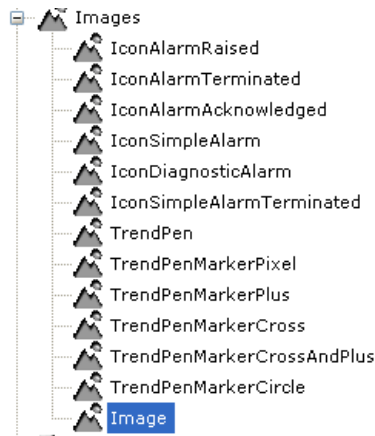 Images
IconAlarmRaised
IconAlarmTerminated
IconAlarmAcknowledged
IconSimpleAlarm
IconDiagnosticAlarm
IconSimpleAlarmTerminated
TrendPen
TrendPenMarkerPixel
TrendPenMarkerPlus
TrendPenMarkerCross
TrendPenMarkerCrossAndPlus
TrendPenMarkerCircle
Image